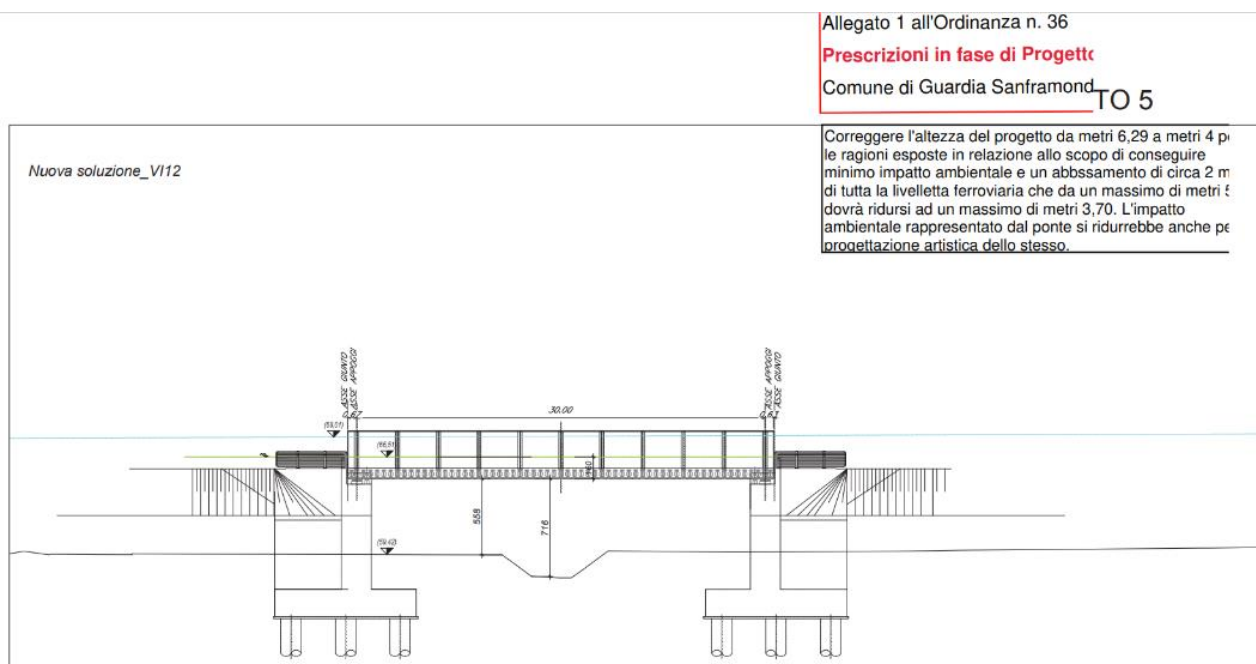 Allegato 1 all'Ordinanza n. 36
Prescrizioni in fase di Progetto
Comune di Guardia Sanframond
TO 5
Correggere l'altezza del progetto da metri 6,29 a metri 4 p
le ragioni esposte in relazione allo scopo di conseguire
minimo impatto ambientale e un abbssamento di circa 2 m
di tutta la livelletta ferroviaria che da un massimo di metri
dovrà ridursi ad un massimo di metri 3,70. L'impatto
ambientale rappresentato dal ponte si ridurrebbe anche pe
progettazione artistica dello stesso.
Nuova soluzione_VI12
ASSE GIUNTO
ASSE APPOGGI
ASSE APPOGGI
ASSE GIUNTO
0,67
30,00
716